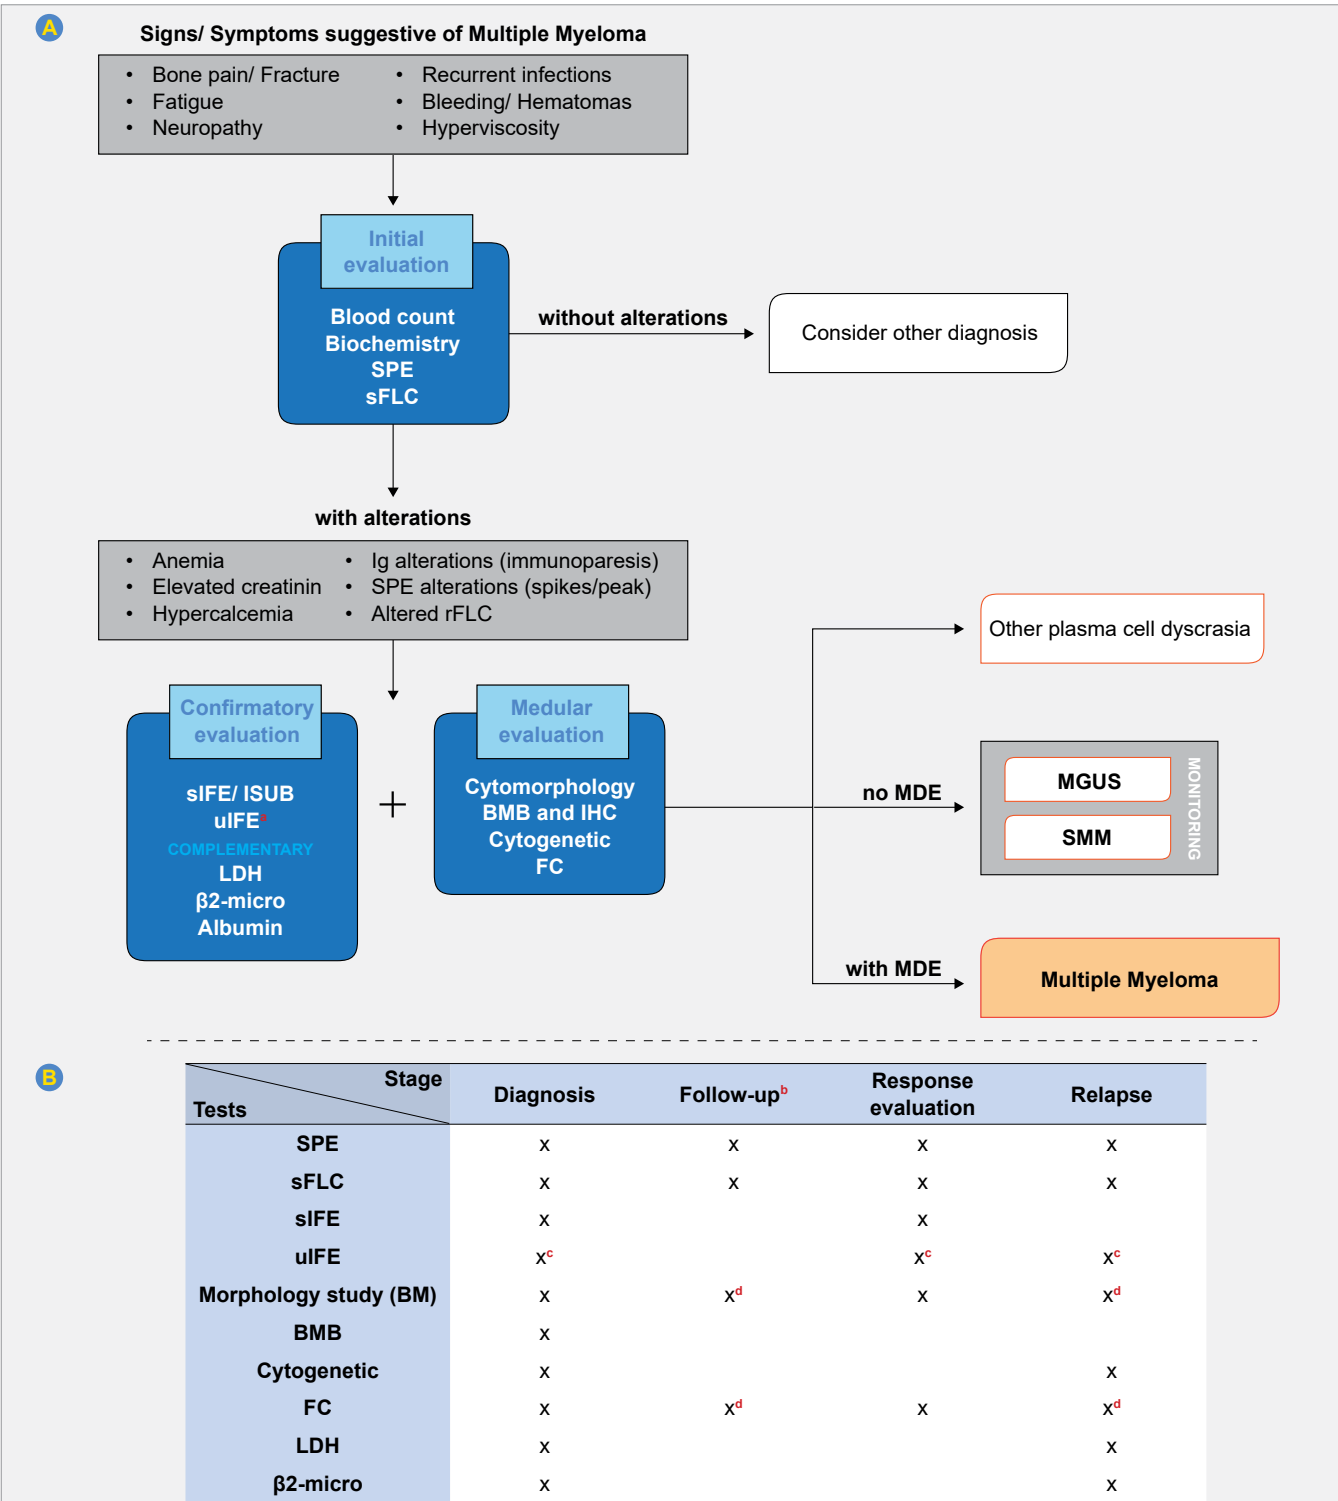 A
Signs/ Symptoms suggestive of Multiple Myeloma
• Bone pain/ Fracture
• Fatigue
• Neuropathy
• Recurrent infections
• Bleeding/ Hematomas
• Hyperviscosity
Initial
evaluation
Blood count
Biochemistry
SPE
sFLC
without alterations
Consider other diagnosis
with alterations
• Anemia
• Elevated creatinin
• Hypercalcemia
• Ig alterations (immunoparesis)
• SPE alterations (spikes/peak)
• Altered rFLC
Confirmatory
evaluation
sIFE/ ISUB
uIFEa
COMPLEMENTARY
LDH
β2-micro
Albumin
+
Medular
evaluation
Cytomorphology
BMB and IHC
Cytogenetic
FC
Other plasma cell dyscrasia
no MDE
MGUS
SMM
MONITORING
with MDE
Multiple Myeloma
B
Stage
Tests
Diagnosis Follow-upb Response evaluation Relapse
SPE x x x x
sFLC x x x x
sIFE x x
uIFE xc xc xc
Morphology study (BM) x xd x xd
BMB x
Cytogenetic x x
FC x xd x xd
LDH x x
β2-micro x x